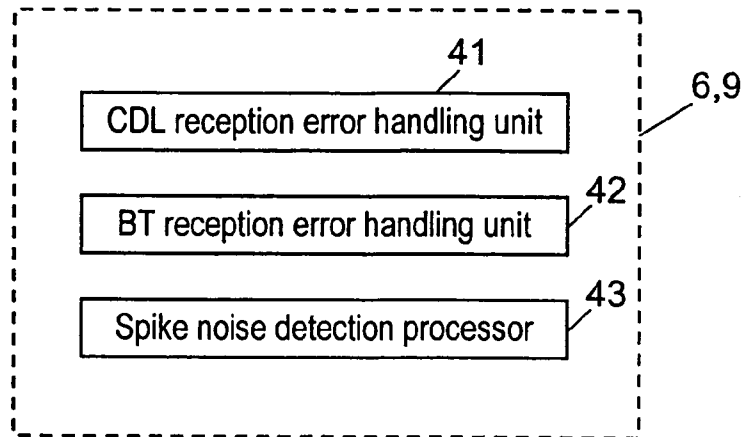 41
6,9
CDL reception error handling unit
42
BT reception error handling unit
43
Spike noise detection processor